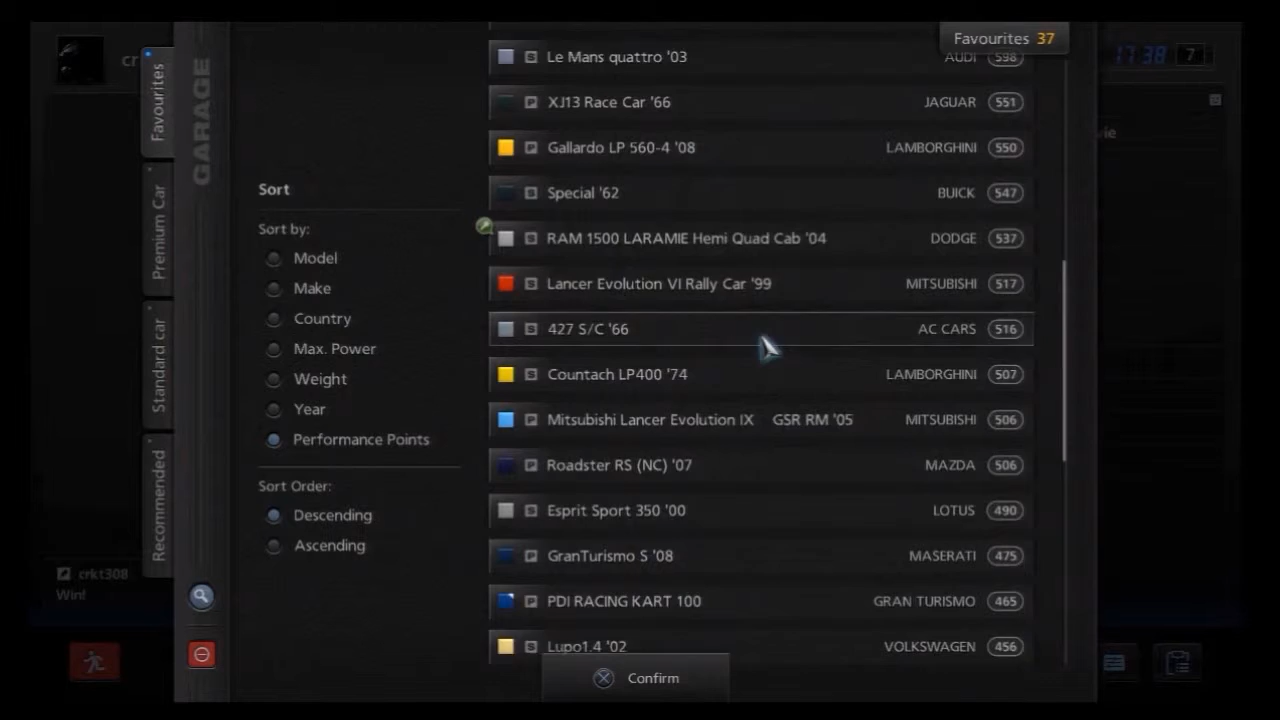 Favourites 37
cr
17:38 7
Favourites
Premium Car
Standard car
Recommended
GARAGE
Sort
Sort by:
Model
Make
Country
Max. Power
Weight
Year
Performance Points
Sort Order:
Descending
Ascending
Le Mans quattro '03 AUDI 598
XJ13 Race Car '66 JAGUAR 551
Gallardo LP 560-4 '08 LAMBORGHINI 550
Special '62 BUICK 547
RAM 1500 LARAMIE Hemi Quad Cab '04 DODGE 537
Lancer Evolution VI Rally Car '99 MITSUBISHI 517
427 S/C '66 AC CARS 516
Countach LP400 '74 LAMBORGHINI 507
Mitsubishi Lancer Evolution IX GSR RM '05 MITSUBISHI 506
Roadster RS (NC) '07 MAZDA 506
Esprit Sport 350 '00 LOTUS 490
GranTurismo S '08 MASERATI 475
PDI RACING KART 100 GRAN TURISMO 465
Lupo1.4 '02 VOLKSWAGEN 456
Confirm
crkt308
Win!
vie